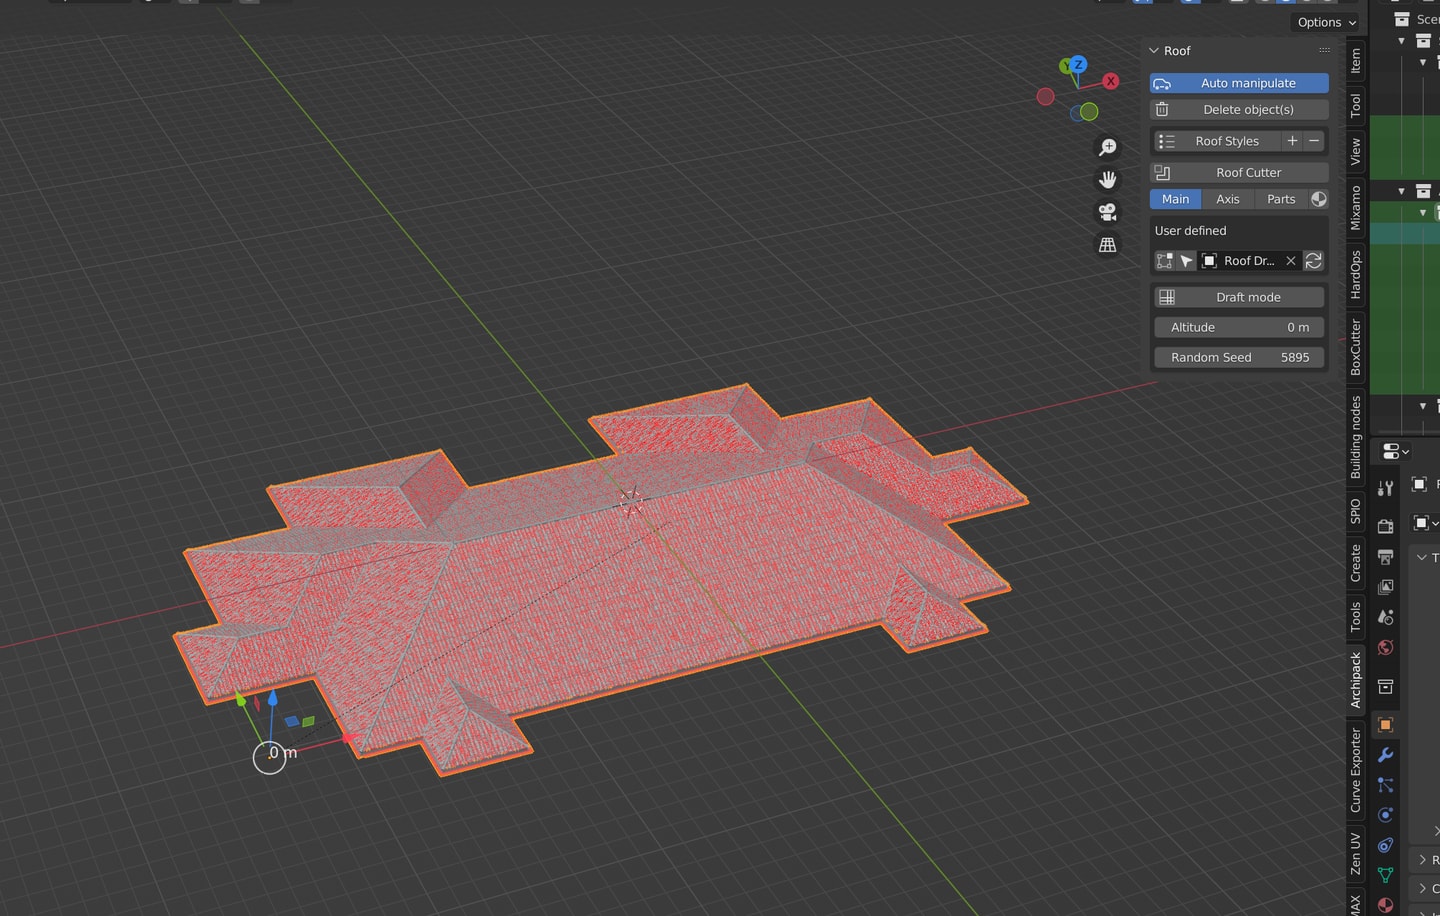 Options
Scen
Roof
Auto manipulate
Delete object(s)
Roof Styles
Roof Cutter
Main Axis Parts
User defined
Roof Dr...
Draft mode
Altitude 0 m
Random Seed 5895
Y
Z
X
0 m
Item
Tool
View
Mixamo
HardOps
BoxCutter
Building nodes
SPIO
Create
Tools
Archipack
Curve Exporter
Zen UV
MAX
T
R